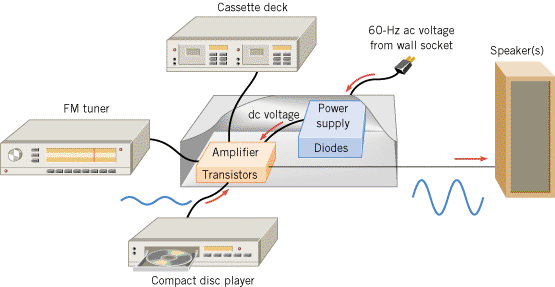 Cassette deck
60-Hz ac voltage
from wall socket
Speaker(s)
FM tuner
dc voltage
Power
supply
Diodes
Amplifier
Transistors
Compact disc player